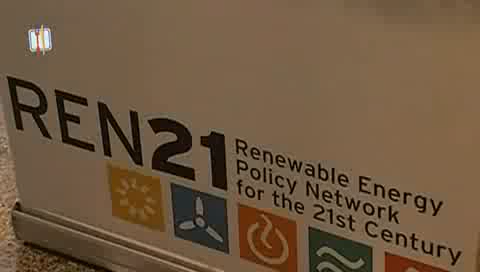 REN21
Renewable Energy
Policy Network
for the 21st Century